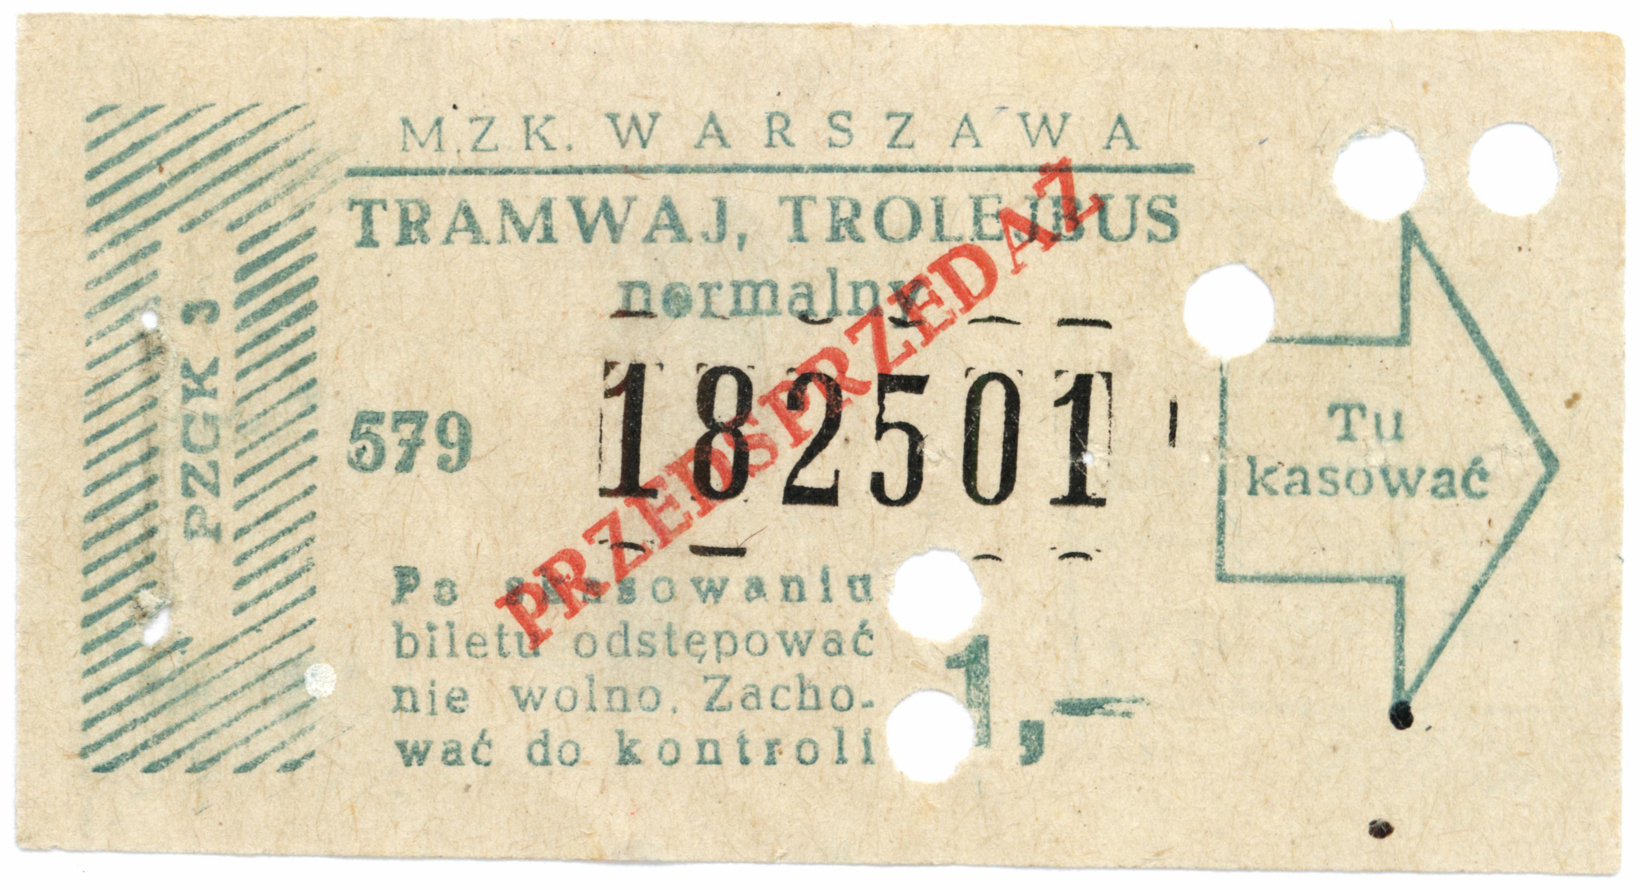 M.Z.K. WARSZAWA
TRAMWAJ, TROLEJBUS
normalny
PRZEDSPRZEDAŻ
PZGK 3
579
182501
Po skasowaniu
biletu odstępować
nie wolno. Zacho-
wać do kontroli
1,—
Tu
kasować